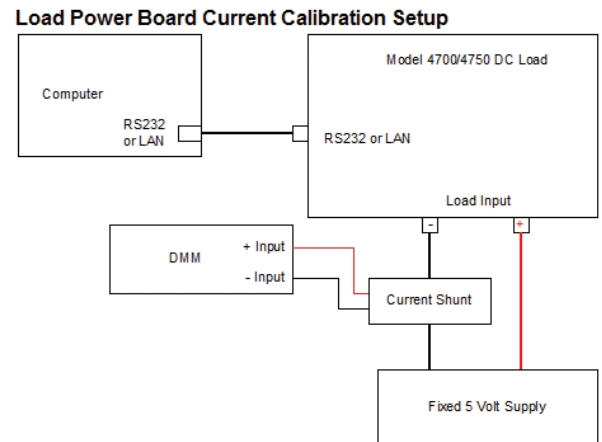 Load Power Board Current Calibration Setup
Model 4700/4750 DC Load
Computer
RS232
or LAN
RS232 or LAN
Load Input
-
+
+ Input
DMM
- Input
Current Shunt
Fixed 5 Volt Supply